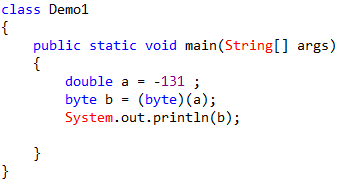 class Demo1
{
    public static void main(String[] args)
    {
        double a = -131 ;
        byte b = (byte)(a);
        System.out.println(b);

    }
}